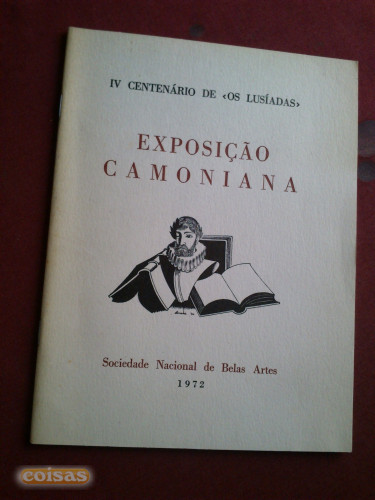 IV CENTENÁRIO DE «OS LUSÍADAS»
EXPOSIÇÃO
CAMONIANA
Sociedade Nacional de Belas Artes
1972
coisas